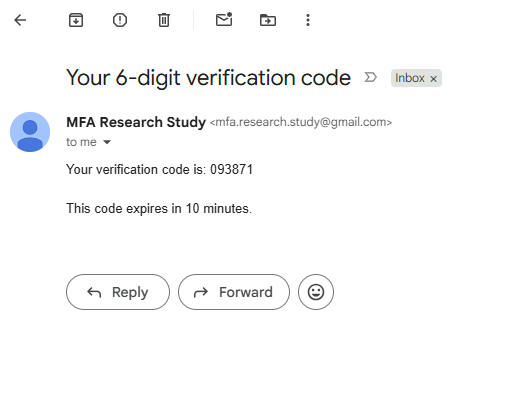 Your 6-digit verification code Inbox ×
MFA Research Study <mfa.research.study@gmail.com>
to me
Your verification code is: 093871
This code expires in 10 minutes.
Reply Forward